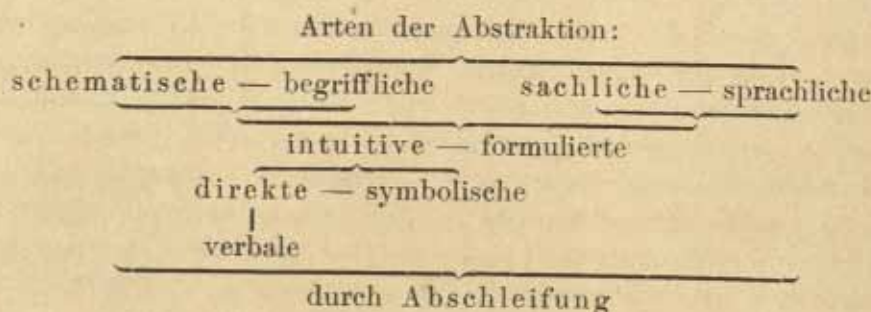 Arten der Abstraktion:
schematische — begriffliche sachliche — sprachliche
intuitive — formulierte
direkte — symbolische
verbale
durch Abschleifung